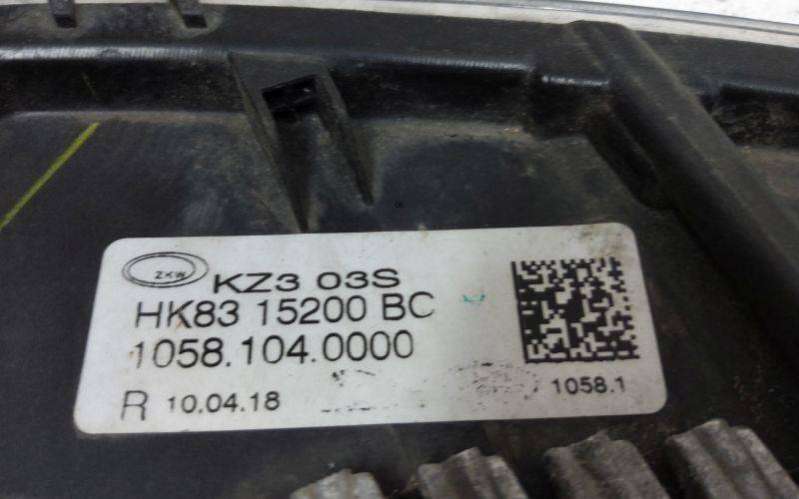 ZKW
KZ3 03S
HK83 15200 BC
1058.104.0000
R 10.04.18
1058.1